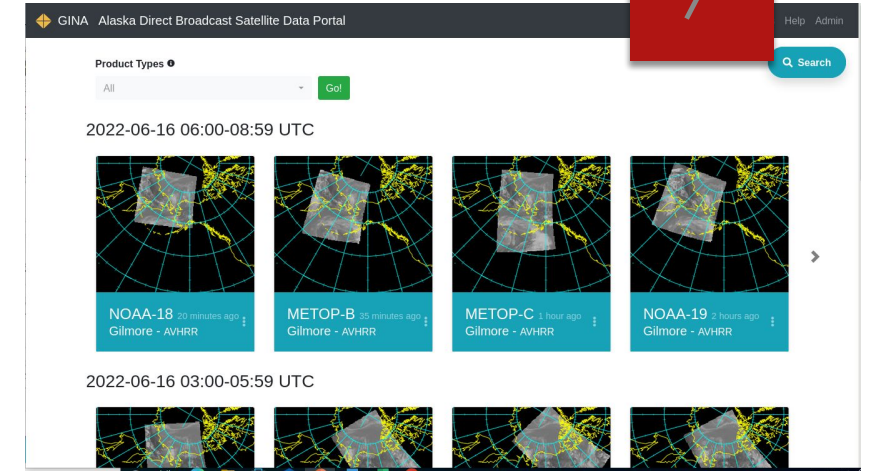 GINA Alaska Direct Broadcast Satellite Data Portal
7
Help Admin
Product Types
Search
All
Go!
2022-06-16 06:00-08:59 UTC
NOAA-18 20 minutes ago
Gilmore - AVHRR
METOP-B 35 minutes ago
Gilmore - AVHRR
METOP-C 1 hour ago
Gilmore - AVHRR
NOAA-19 2 hours ago
Gilmore - AVHRR
2022-06-16 03:00-05:59 UTC